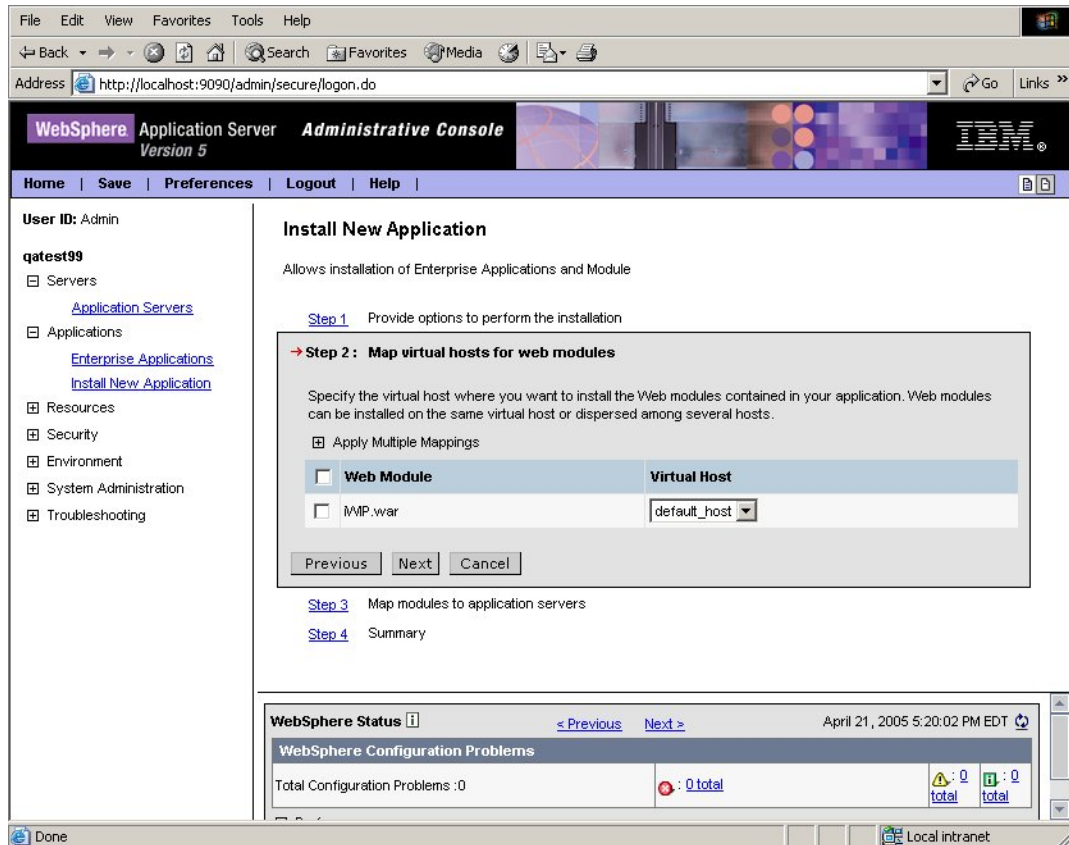 File Edit View Favorites Tools Help
Back Search Favorites Media
Address http://localhost:9090/admin/secure/logon.do Go Links »
WebSphere Application Server Administrative Console
Version 5
IBM®
Home | Save | Preferences | Logout | Help |
User ID: Admin
qatest99
Servers
Application Servers
Applications
Enterprise Applications
Install New Application
Resources
Security
Environment
System Administration
Troubleshooting
Install New Application
Allows installation of Enterprise Applications and Module
Step 1 Provide options to perform the installation
Step 2 : Map virtual hosts for web modules
Specify the virtual host where you want to install the Web modules contained in your application. Web modules
can be installed on the same virtual host or dispersed among several hosts.
Apply Multiple Mappings
Web Module Virtual Host
default_host
Previous Next Cancel
Step 3 Map modules to application servers
Step 4 Summary
WebSphere Status i < Previous Next > April 21, 2005 5:20:02 PM EDT
WebSphere Configuration Problems
Total Configuration Problems :0 : 0 total : 0 total : 0 total
Done Local intranet